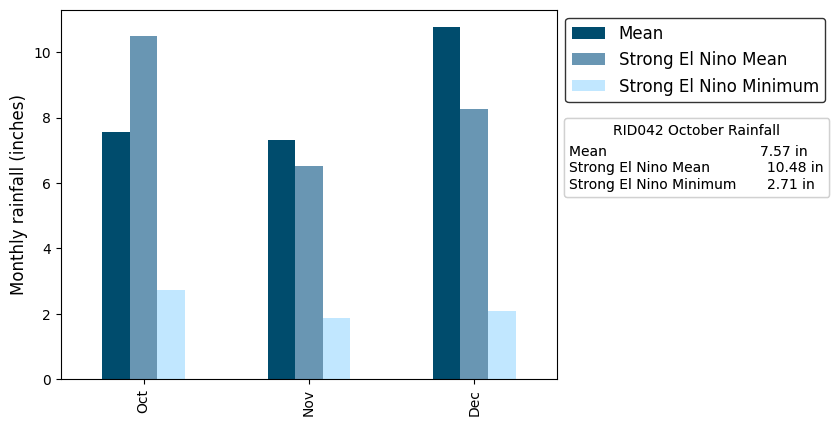 Monthly rainfall (inches)
10
8
6
4
2
0
Oct
Nov
Dec
Mean
Strong El Nino Mean
Strong El Nino Minimum
RID042 October Rainfall
Mean 7.57 in
Strong El Nino Mean 10.48 in
Strong El Nino Minimum 2.71 in